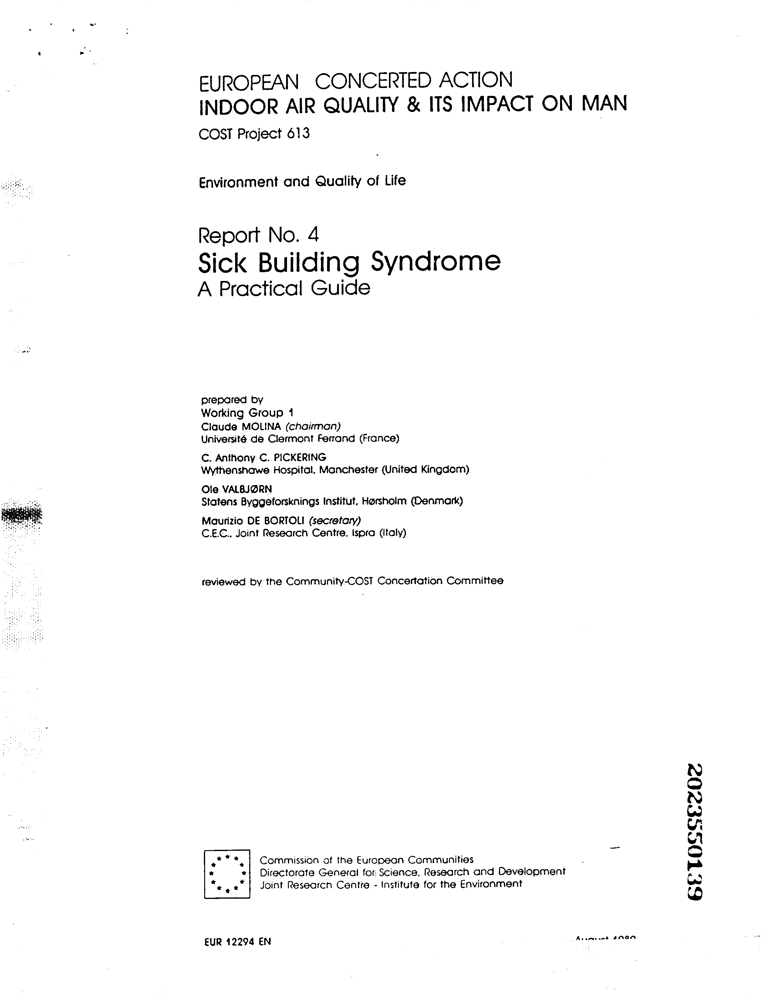 EUROPEAN CONCERTED ACTION
INDOOR AIR QUALITY & ITS IMPACT ON MAN
COST Project 613
Environment and Quality of Life
Report No. 4
Sick Building Syndrome
A Practical Guide
prepared by
Working Group 1
Claude MOLINA (chairman)
Université de Clermont Ferrand (France)
C. Anthony C. PICKERING
Wythenshawe Hospital, Manchester (United Kingdom)
Ole VALBJØRN
Statens Byggeforsknings Institut, Hørsholm (Denmark)
Maurizio DE BORTOLI (secretary)
C.E.C., Joint Research Centre, Ispra (Italy)
reviewed by the Community-COST Concertation Committee
Commission of the European Communities
Directorate General for Science, Research and Development
Joint Research Centre - Institute for the Environment
EUR 12294 EN
2023550139